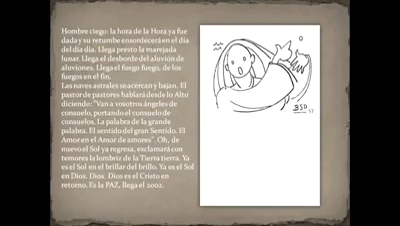 Hombre ciego: la hora de la Hora ya fue
dada y su retumbe ensordecerá en el día
del día día. Llega presto la marejada
lunar. Llega el desborde del aluvión de
aluviones. Llega el fuego fuego, de los
fuegos en el fin.
Las naves astrales se acercan y bajan. El
pastor de pastores hablará desde lo Alto
diciendo: "Van a vosotros ángeles de
consuelo, portando el consuelo de
consuelos. La palabra de la grande
palabra. El sentido del gran Sentido. El
Amor en el Amor de amores". Oh, de
nuevo el Sol ya regresa, exclamará con
temores la lombriz de la Tierra tierra. Ya
es el Sol en el brillar del brillo. Ya es el Sol
en Dios. Dios. Dios es el Cristo en
retorno. Es la PAZ, llega el 2002.
BSD